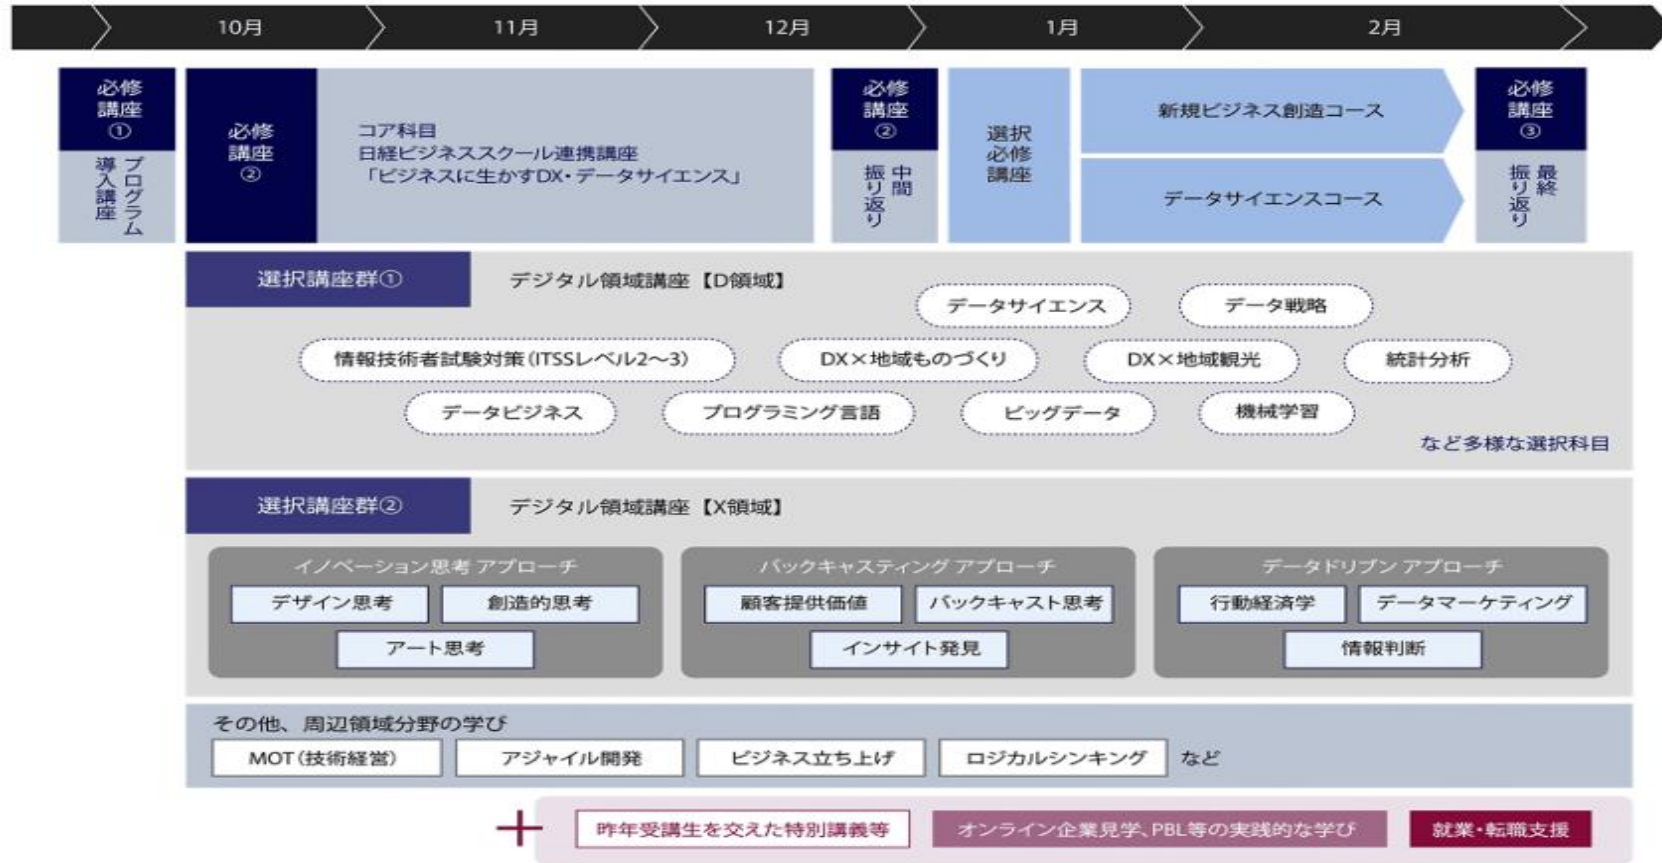 10月
11月
12月
1月
2月
必修
講座
①
プログラム
導入講座
必修
講座
②
コア科目
日経ビジネススクール連携講座
「ビジネスに生かすDX・データサイエンス」
必修
講座
②
中間
振り返り
選択
必修
講座
新規ビジネス創造コース
データサイエンスコース
必修
講座
③
最終
振り返り
選択講座群①
デジタル領域講座【D領域】
データサイエンス
データ戦略
情報技術者試験対策(ITSSレベル2～3)
DX×地域ものづくり
DX×地域観光
統計分析
データビジネス
プログラミング言語
ビッグデータ
機械学習
など多様な選択科目
選択講座群②
デジタル領域講座【X領域】
イノベーション思考 アプローチ
デザイン思考
創造的思考
アート思考
バックキャスティング アプローチ
顧客提供価値
バックキャスト思考
インサイト発見
データドリブン アプローチ
行動経済学
データマーケティング
情報判断
その他、周辺領域分野の学び
MOT(技術経営)
アジャイル開発
ビジネス立ち上げ
ロジカルシンキング
など
+
昨年受講生を交えた特別講義等
オンライン企業見学、PBL等の実践的な学び
就業・転職支援